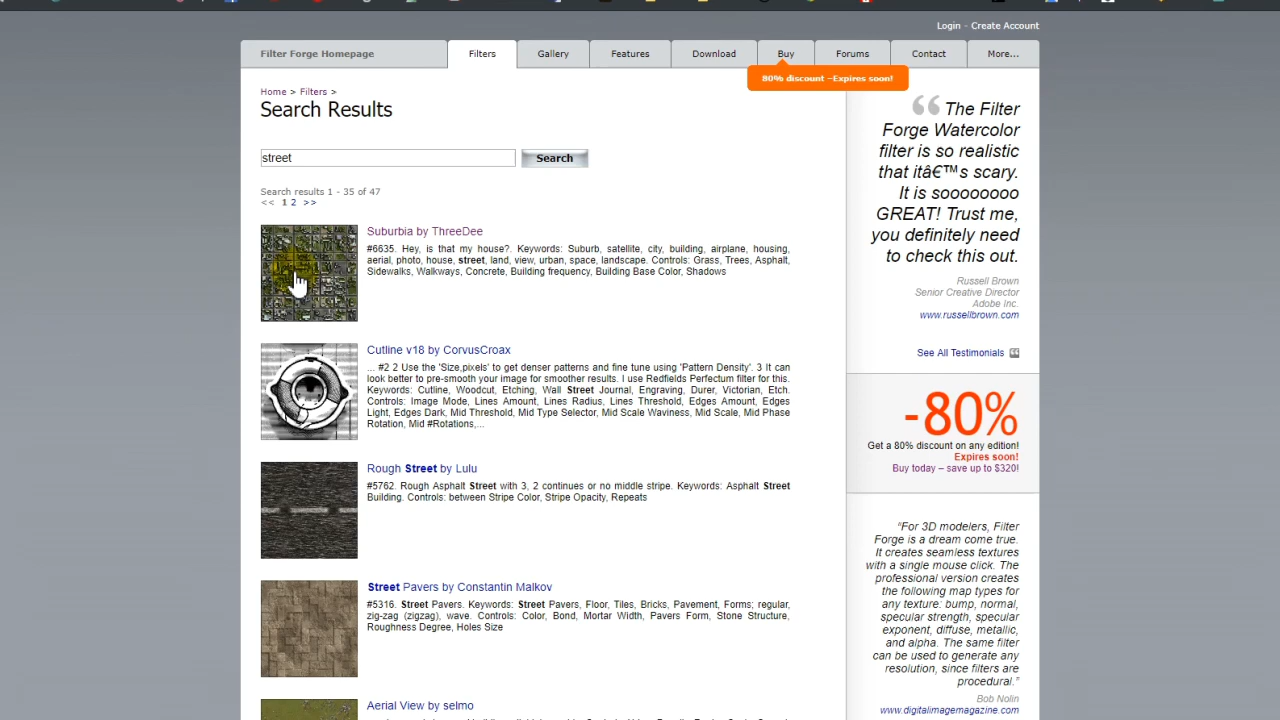 Login - Create Account
Filter Forge Homepage
Filters
Gallery
Features
Download
Buy
Forums
Contact
More...
80% discount –Expires soon!
Home > Filters >
Search Results
street
Search
Search results 1 - 35 of 47
<< 1 2 >>
Suburbia by ThreeDee
#6635. Hey, is that my house?. Keywords: Suburb, satellite, city, building, airplane, housing,
aerial, photo, house, street, land, view, urban, space, landscape. Controls: Grass, Trees, Asphalt,
Sidewalks, Walkways, Concrete, Building frequency, Building Base Color, Shadows
Cutline v18 by CorvusCroax
... #2 2 Use the 'Size,pixels' to get denser patterns and fine tune using 'Pattern Density'. 3 It can
look better to pre-smooth your image for smoother results. I use Redfields Perfectum filter for this.
Keywords: Cutline, Woodcut, Etching, Wall Street Journal, Engraving, Durer, Victorian, Etch.
Controls: Image Mode, Lines Amount, Lines Radius, Lines Threshold, Edges Amount, Edges
Light, Edges Dark, Mid Threshold, Mid Type Selector, Mid Scale Waviness, Mid Scale, Mid Phase
Rotation, Mid #Rotations,...
Rough Street by Lulu
#5762. Rough Asphalt Street with 3, 2 continues or no middle stripe. Keywords: Asphalt Street
Building. Controls: between Stripe Color, Stripe Opacity, Repeats
Street Pavers by Constantin Malkov
#5316. Street Pavers. Keywords: Street Pavers, Floor, Tiles, Bricks, Pavement, Forms; regular,
zig-zag (zigzag), wave. Controls: Color, Bond, Mortar Width, Pavers Form, Stone Structure,
Roughness Degree, Holes Size
Aerial View by selmo
The Filter
Forge Watercolor
filter is so realistic
that itâ€™s scary.
It is soooooooo
GREAT! Trust me,
you definitely need
to check this out.
Russell Brown
Senior Creative Director
Adobe Inc.
www.russellbrown.com
See All Testimonials
-80%
Get a 80% discount on any edition!
Expires soon!
Buy today – save up to $320!
“For 3D modelers, Filter
Forge is a dream come true.
It creates seamless textures
with a single mouse click. The
professional version creates
the following map types for
any texture: bump, normal,
specular strength, specular
exponent, diffuse, metallic,
and alpha. The same filter
can be used to generate any
resolution, since filters are
procedural.”
Bob Nolin
www.digitalimagemagazine.com